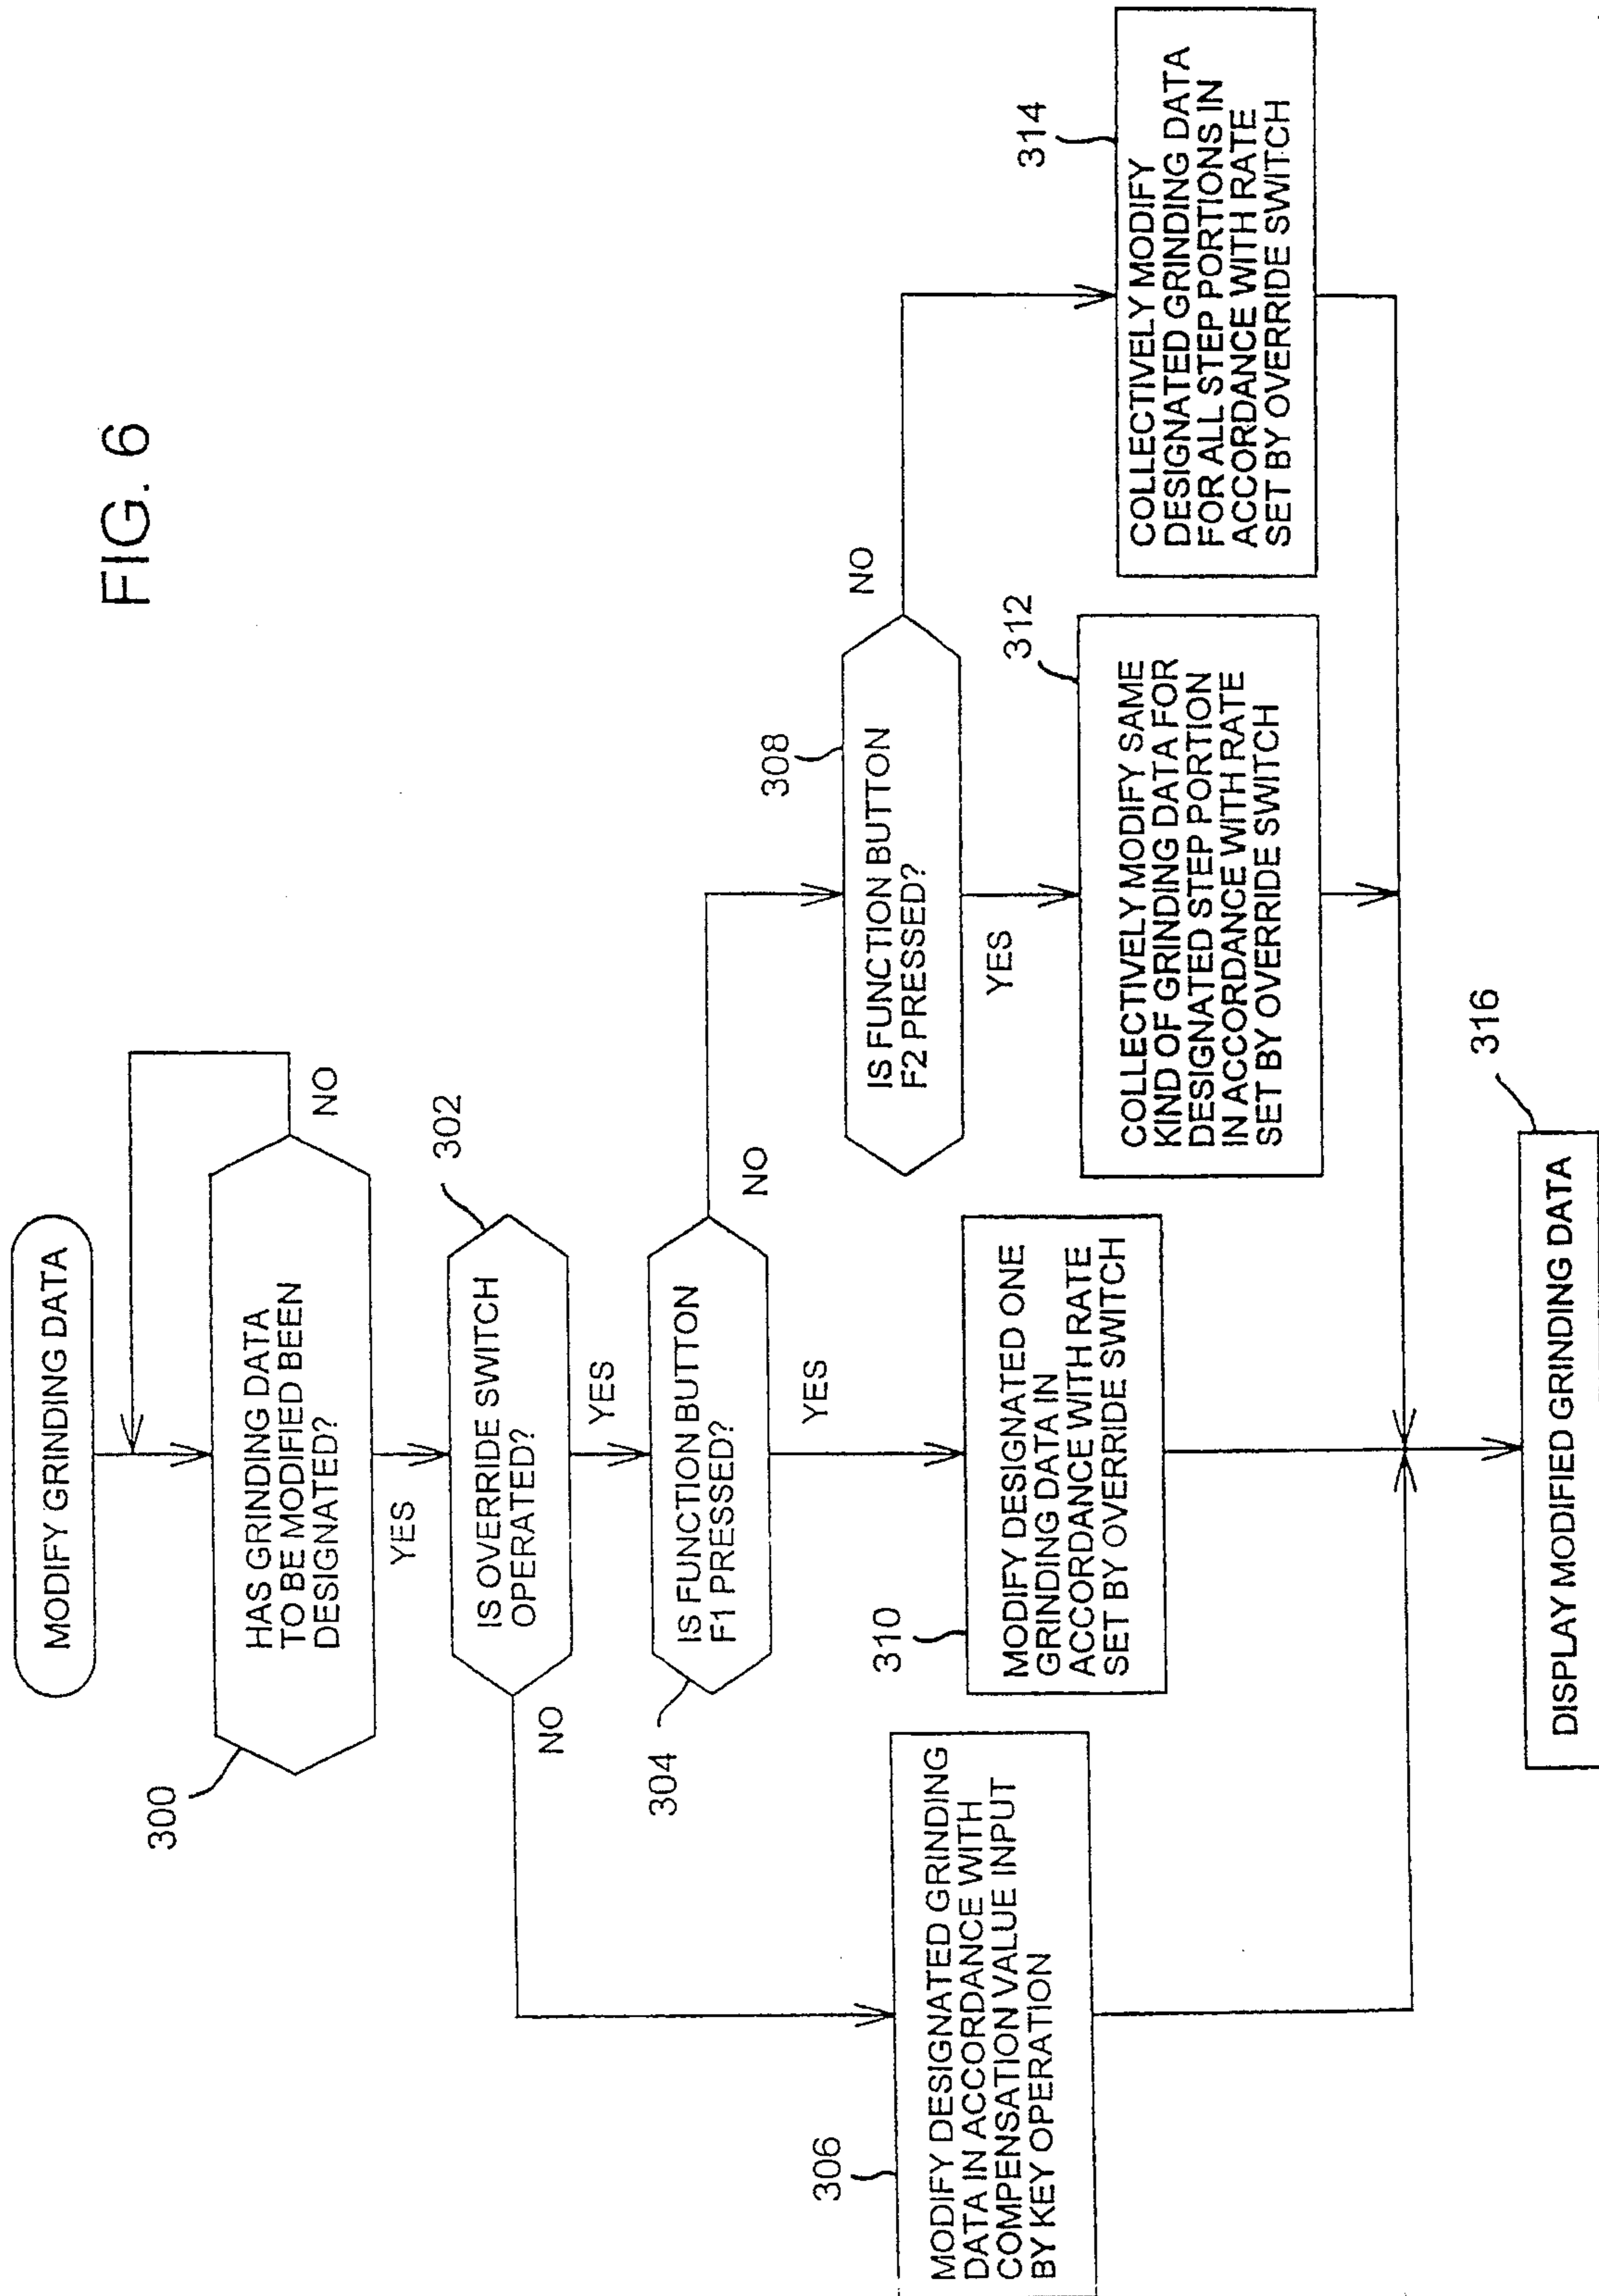 FIG. 6
MODIFY GRINDING DATA
300
HAS GRINDING DATA
TO BE MODIFIED BEEN
DESIGNATED?
NO
YES
302
IS OVERRIDE SWITCH
OPERATED?
NO
YES
304
IS FUNCTION BUTTON
F1 PRESSED?
NO
YES
308
IS FUNCTION BUTTON
F2 PRESSED?
NO
YES
306
MODIFY DESIGNATED GRINDING
DATA IN ACCORDANCE WITH
COMPENSATION VALUE INPUT
BY KEY OPERATION
310
MODIFY DESIGNATED ONE
GRINDING DATA IN
ACCORDANCE WITH RATE
SET BY OVERRIDE SWITCH
312
COLLECTIVELY MODIFY SAME
KIND OF GRINDING DATA FOR
DESIGNATED STEP PORTION
IN ACCORDANCE WITH RATE
SET BY OVERRIDE SWITCH
314
COLLECTIVELY MODIFY
DESIGNATED GRINDING DATA
FOR ALL STEP PORTIONS IN
ACCORDANCE WITH RATE
SET BY OVERRIDE SWITCH
316
DISPLAY MODIFIED GRINDING DATA